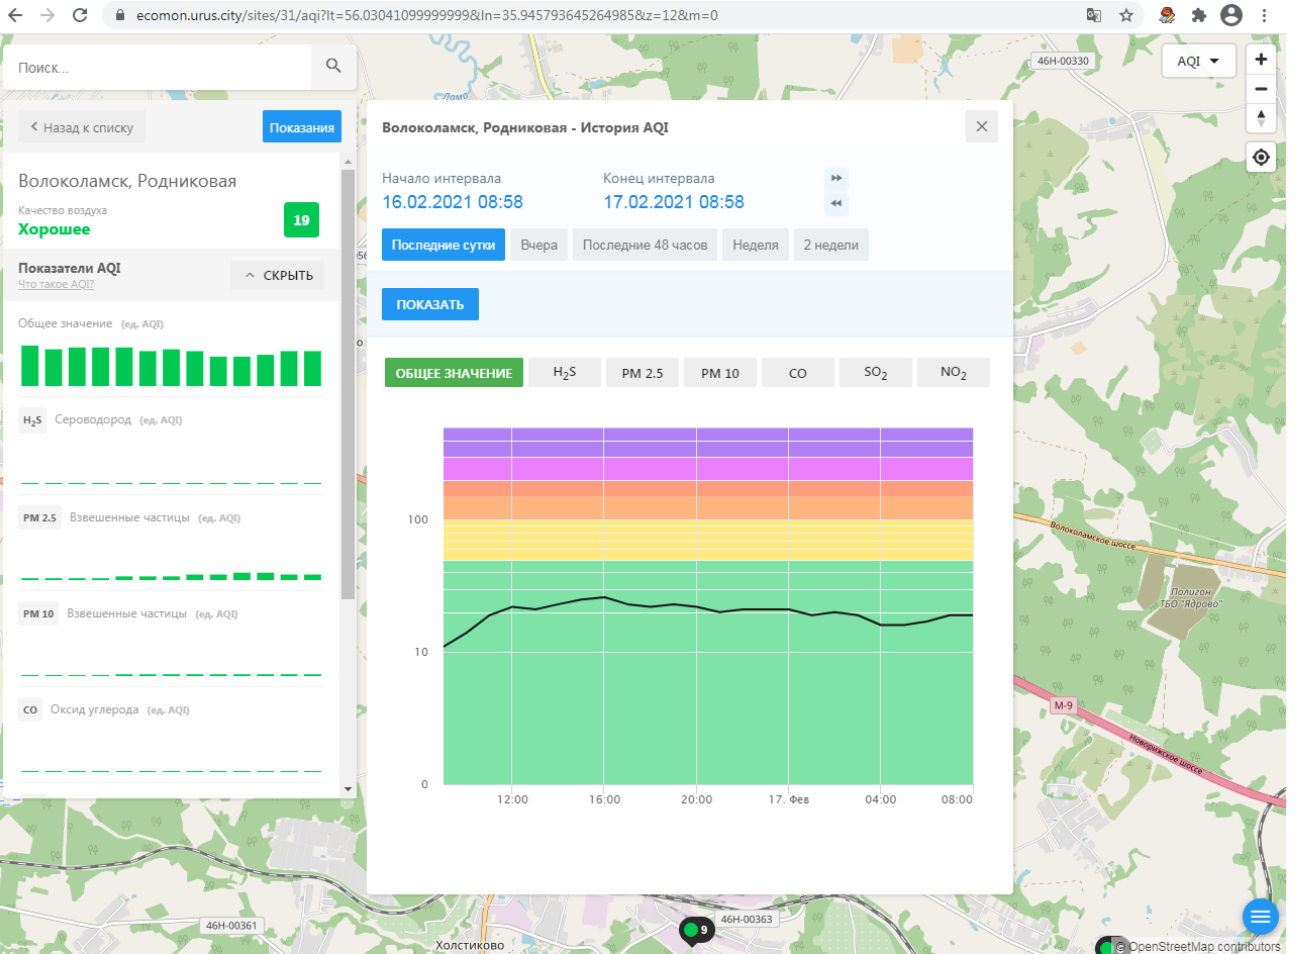 ecomon.urus.city/sites/31/aqi?lt=56.03041099999999&ln=35.945793645264985&z=12&m=0
Поиск...
46Н-00330
AQI
Лама
Назад к списку
Показания
Волоколамск, Родниковая
Качество воздуха
Хорошее
19
Показатели AQI
Что такое AQI?
СКРЫТЬ
Общее значение (ед. AQI)
H2S Сероводород (ед. AQI)
PM 2.5 Взвешенные частицы (ед. AQI)
PM 10 Взвешенные частицы (ед. AQI)
CO Оксид углерода (ед. AQI)
Волоколамск, Родниковая - История AQI
Начало интервала
Конец интервала
16.02.2021 08:58
17.02.2021 08:58
Последние сутки
Вчера
Последние 48 часов
Неделя
2 недели
ПОКАЗАТЬ
ОБЩЕЕ ЗНАЧЕНИЕ
H2S
PM 2.5
PM 10
CO
SO2
NO2
100
10
0
12:00
16:00
20:00
17. Фев
04:00
08:00
Волоколамское шоссе
Полигон
ТБО "Ядрово"
М-9
Новорижское шоссе
46Н-00361
46Н-00363
9
Холстиково
© OpenStreetMap contributors